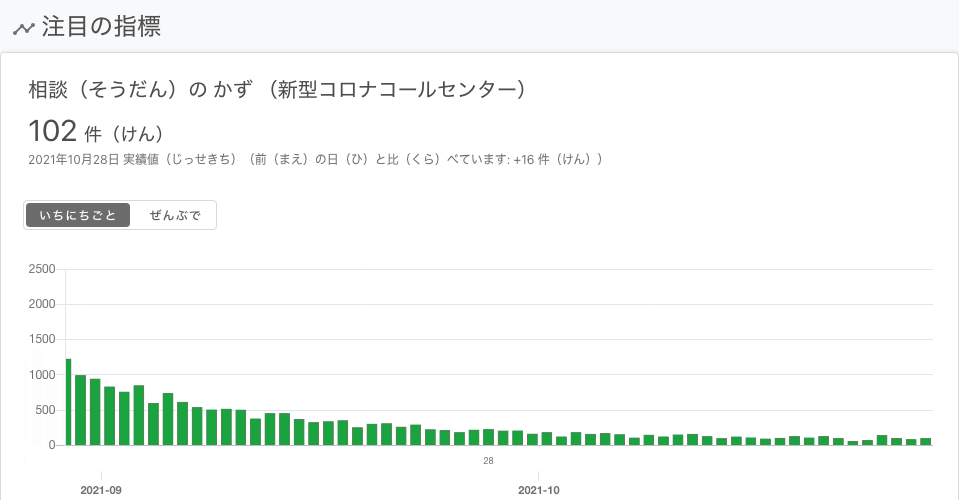 注目の指標
相談（そうだん）の かず （新型コロナコールセンター）
102 件（けん）
2021年10月28日 実績値（じっせきち）（前（まえ）の日（ひ）と比（くら）べています: +16 件（けん））
いちにちごと ぜんぶで
2500
2000
1500
1000
500
0
28
2021-09 2021-10